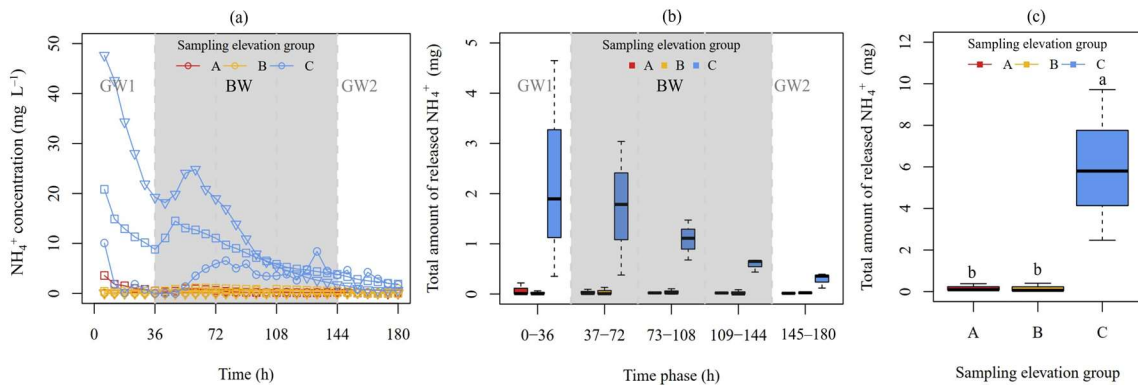 (a)
Sampling elevation group
A B C
GW1 BW GW2
NH₄⁺ concentration (mg L⁻¹)
50
40
30
20
10
0
0 36 72 108 144 180
Time (h)
(b)
Sampling elevation group
A B C
GW1 BW GW2
Total amount of released NH₄⁺ (mg)
5
4
3
2
1
0
0−36 37−72 73−108 109−144 145−180
Time phase (h)
(c)
Sampling elevation group
A B C
a
b b
Total amount of released NH₄⁺ (mg)
12
10
8
6
4
2
0
A B C
Sampling elevation group